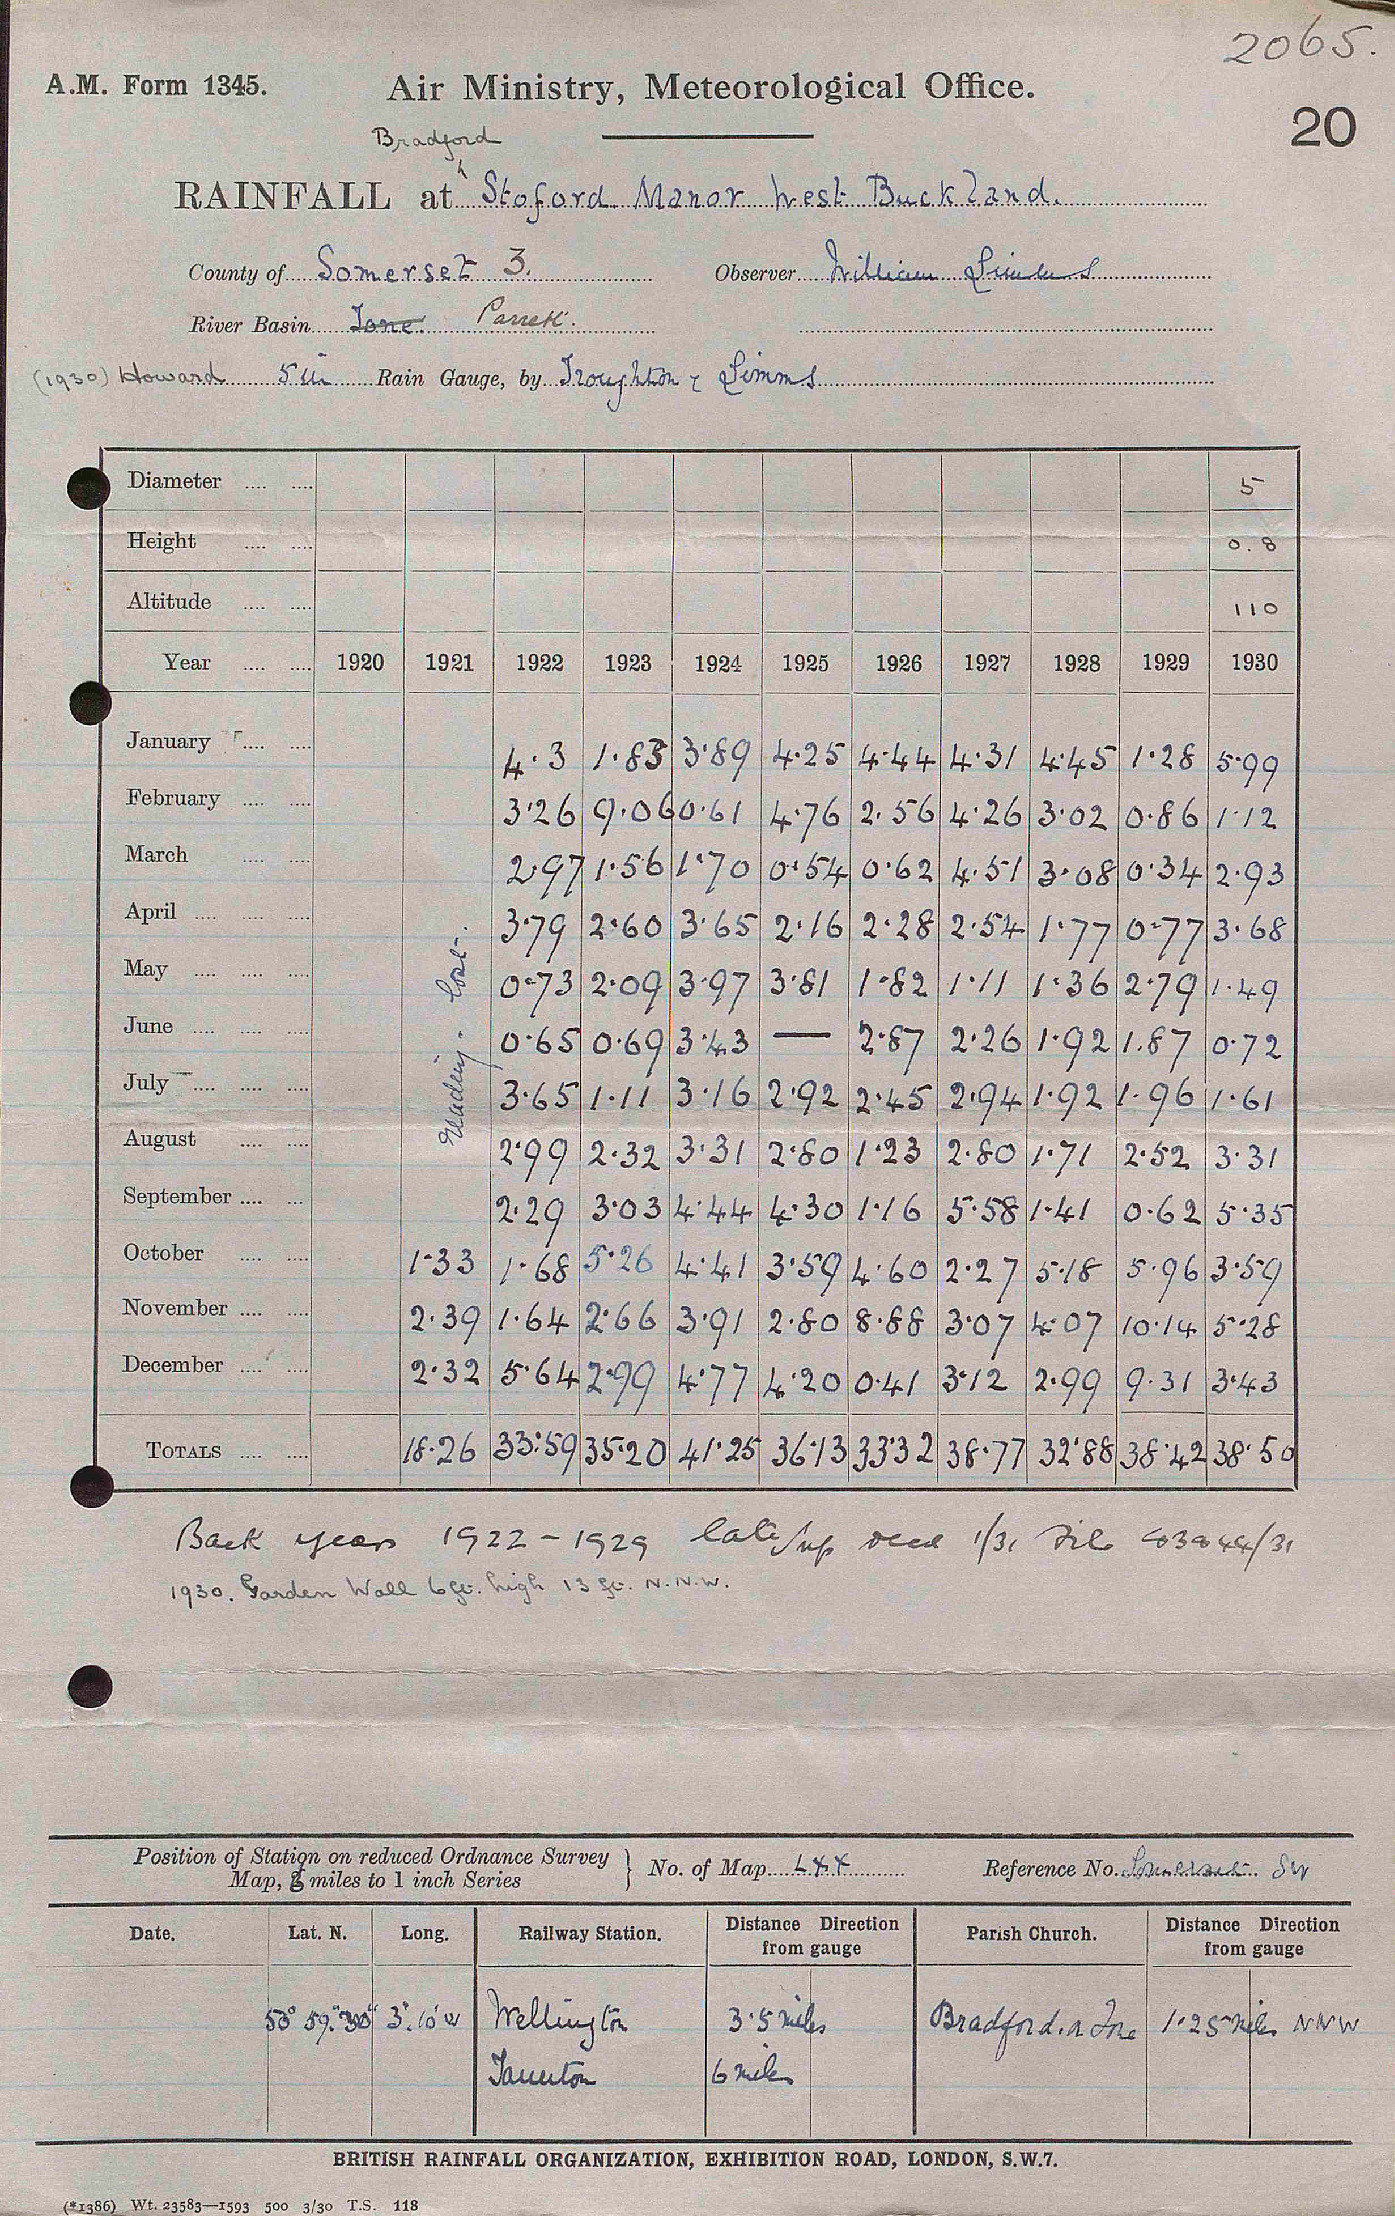 2065.
A.M. Form 1345. Air Ministry, Meteorological Office.
20
Bradford
RAINFALL at Stoford Manor West Buckland.
County of Somerset 3. Observer William Simms
River Basin Tone. Parrett.
(1930) Howard 5 in Rain Gauge, by Troughton & Simms
Diameter .... .... 5
Height .... .... 0.8
Altitude .... .... 110
Year .... .... 1920 1921 1922 1923 1924 1925 1926 1927 1928 1929 1930
January .... .... 4.3 1.83 3.89 4.25 4.44 4.31 4.45 1.28 5.99
February .... .... 3.26 9.06 0.61 4.76 2.56 4.26 3.02 0.86 1.12
March .... .... 2.97 1.56 1.70 0.54 0.62 4.51 3.08 0.34 2.93
April .... .... .... 3.79 2.60 3.65 2.16 2.28 2.54 1.77 0.77 3.68
May .... .... .... 0.73 2.09 3.97 3.81 1.82 1.11 1.36 2.79 1.49
June .... .... .... 0.65 0.69 3.43 — 2.87 2.26 1.92 1.87 0.72
July .... .... .... 3.65 1.11 3.16 2.92 2.45 2.94 1.92 1.96 1.61
August .... .... 2.99 2.32 3.31 2.80 1.23 2.80 1.71 2.52 3.31
September .... .... 2.29 3.03 4.44 4.30 1.16 5.58 1.41 0.62 5.35
October .... .... 1.33 1.68 5.26 4.41 3.59 4.60 2.27 5.18 5.96 3.59
November .... .... 2.39 1.64 2.66 3.91 2.80 8.88 3.07 4.07 10.14 5.28
December .... .... 2.32 5.64 2.99 4.77 4.20 0.41 3.12 2.99 9.31 3.43
TOTALS .... .... 18.26 33.59 35.20 41.25 36.13 33.32 38.77 32.88 38.42 38.50
Reading. lost.
Back years 1922 - 1929 1/31 44/31
1930. Garden Wall 6 ft. high 13 ft. N.N.W.
Position of Station on reduced Ordnance Survey
Map, miles to 1 inch Series } No. of Map Reference No. Somerset SW
Date. Lat. N. Long. Railway Station. Distance Direction from gauge Parish Church. Distance Direction from gauge
50° 59' 30" 3° 10' W Wellington 3.5 miles Bradford. n Tone 1.25 miles NNW
Taunton 6 miles
BRITISH RAINFALL ORGANIZATION, EXHIBITION ROAD, LONDON, S.W.7.
(*1386) Wt. 23583—1593 500 3/30 T.S. 118